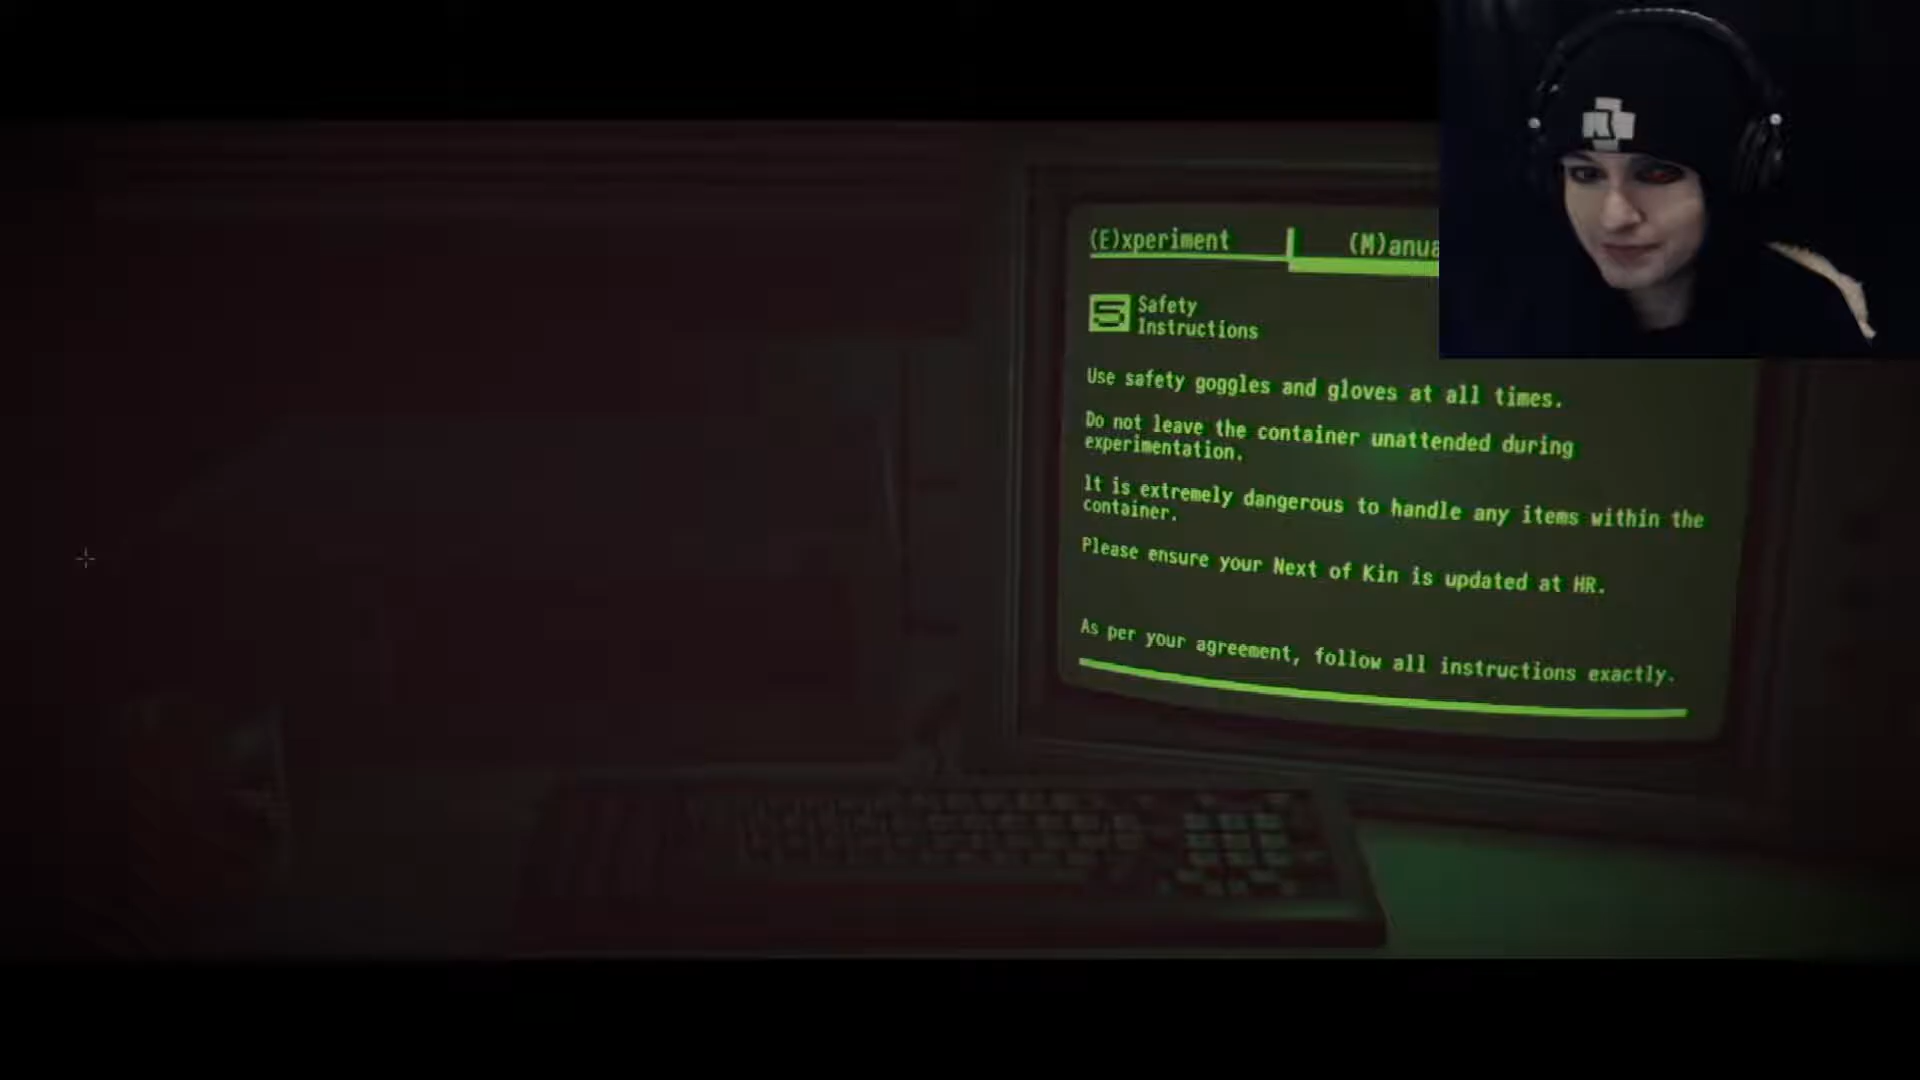 (E)xperiment (M)anua
S Safety
Instructions
Use safety goggles and gloves at all times.
Do not leave the container unattended during
experimentation.
It is extremely dangerous to handle any items within the
container.
Please ensure your Next of Kin is updated at HR.
As per your agreement, follow all instructions exactly.